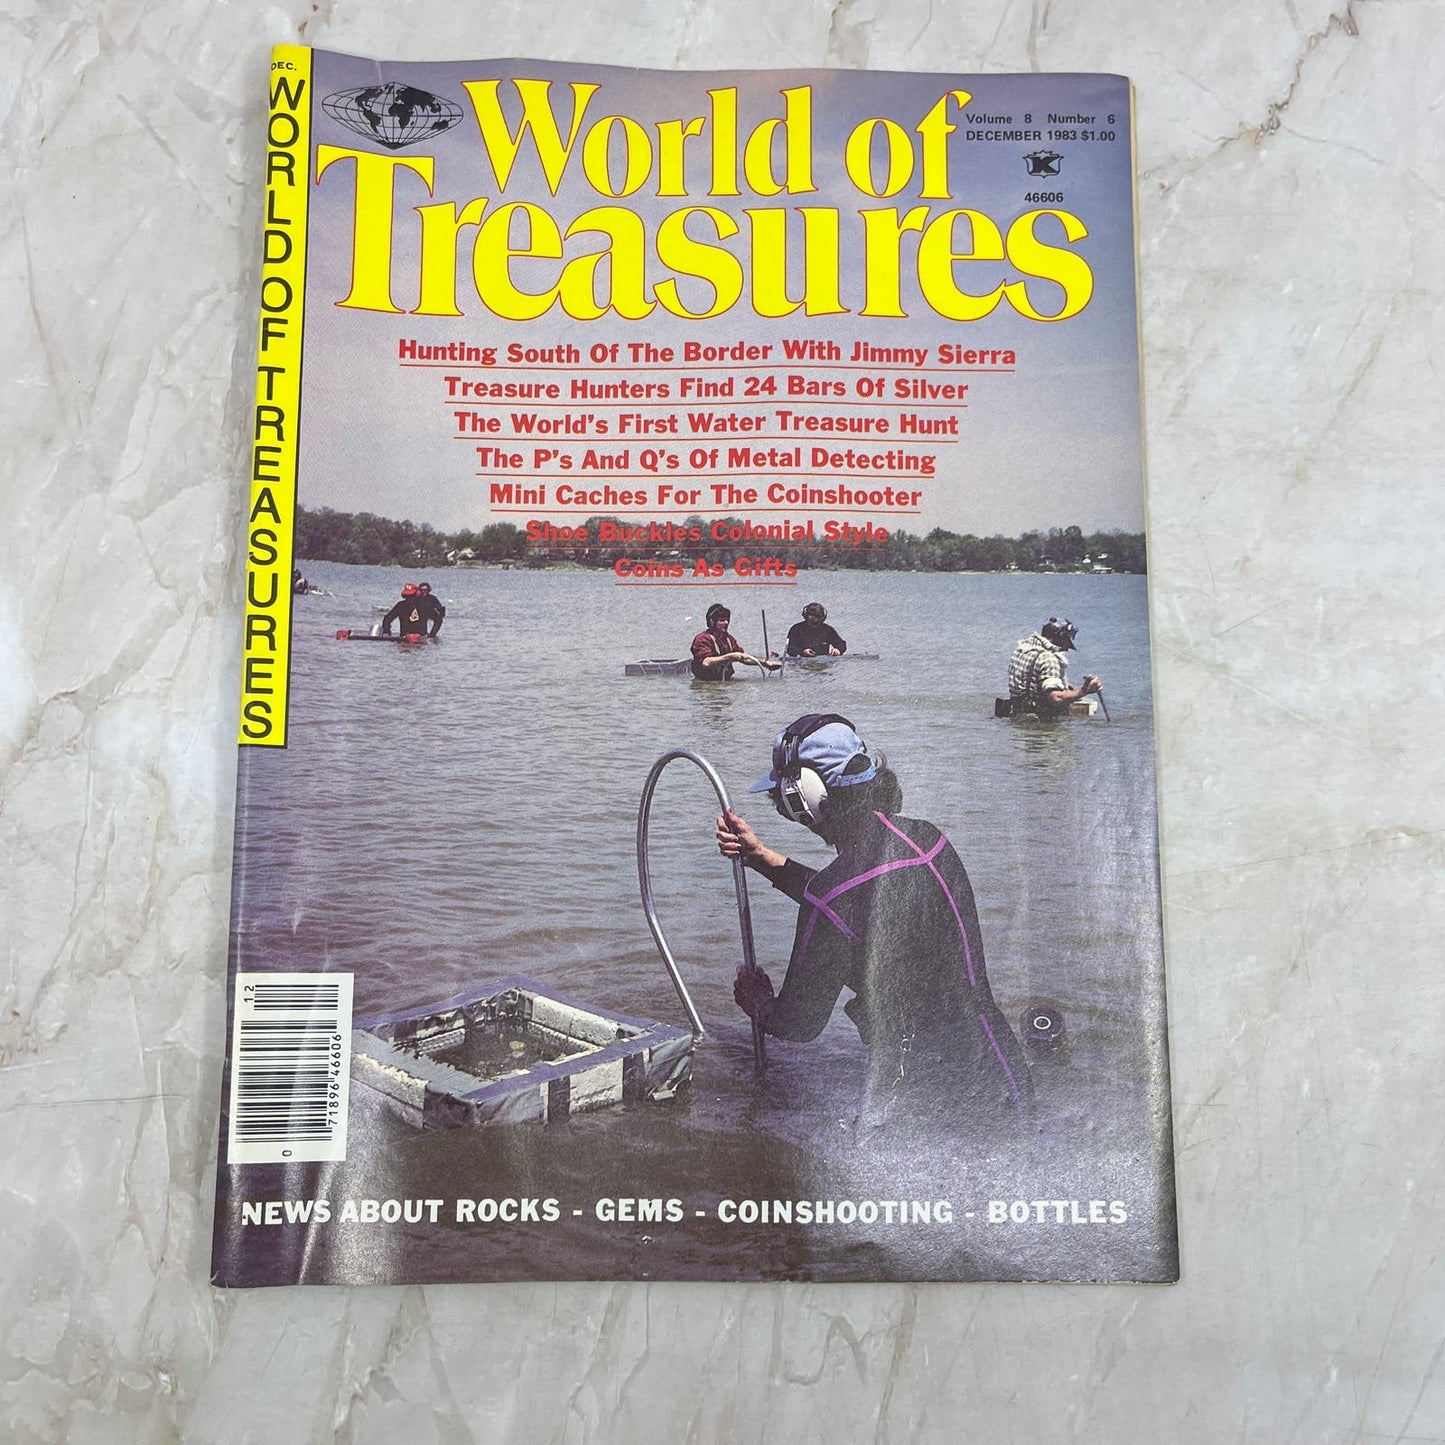 DEC.
WORLD OF TREASURES
World of
Treasures
Volume 8 Number 6
DECEMBER 1983 $1.00
K
46606
Hunting South Of The Border With Jimmy Sierra
Treasure Hunters Find 24 Bars Of Silver
The World's First Water Treasure Hunt
The P's And Q's Of Metal Detecting
Mini Caches For The Coinshooter
Shoe Buckles Colonial Style
Coins As Gifts
12
0 71896 46606
NEWS ABOUT ROCKS - GEMS - COINSHOOTING - BOTTLES